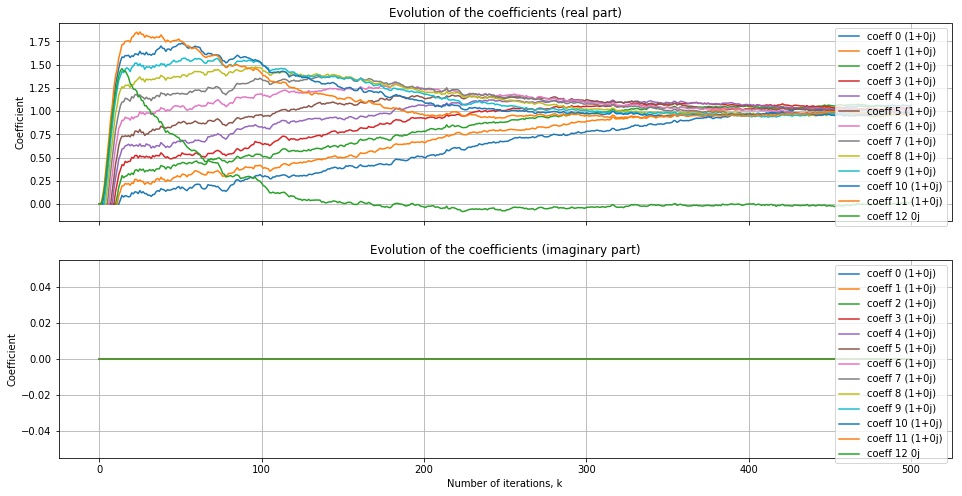 Evolution of the coefficients (real part)
Coefficient
1.75
1.50
1.25
1.00
0.75
0.50
0.25
0.00
coeff 0 (1+0j)
coeff 1 (1+0j)
coeff 2 (1+0j)
coeff 3 (1+0j)
coeff 4 (1+0j)
coeff 5 (1+0j)
coeff 6 (1+0j)
coeff 7 (1+0j)
coeff 8 (1+0j)
coeff 9 (1+0j)
coeff 10 (1+0j)
coeff 11 (1+0j)
coeff 12 0j
Evolution of the coefficients (imaginary part)
Coefficient
0.04
0.02
0.00
−0.02
−0.04
coeff 0 (1+0j)
coeff 1 (1+0j)
coeff 2 (1+0j)
coeff 3 (1+0j)
coeff 4 (1+0j)
coeff 5 (1+0j)
coeff 6 (1+0j)
coeff 7 (1+0j)
coeff 8 (1+0j)
coeff 9 (1+0j)
coeff 10 (1+0j)
coeff 11 (1+0j)
coeff 12 0j
0 100 200 300 400 500
Number of iterations, k